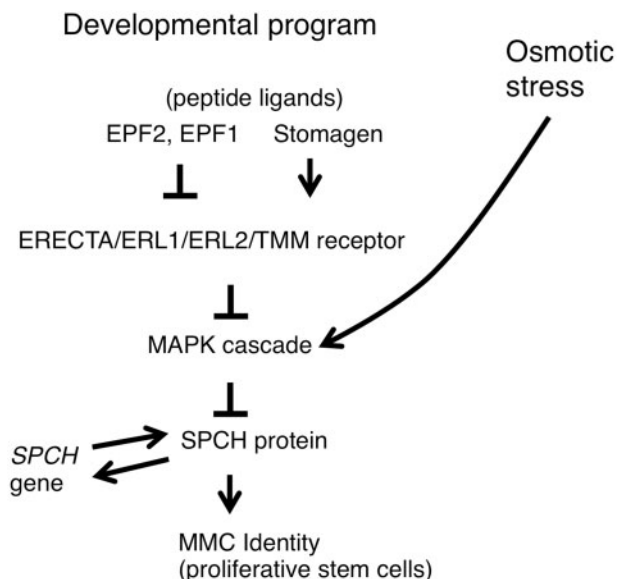 Developmental program
Osmotic
stress
(peptide ligands)
EPF2, EPF1 Stomagen
ERECTA/ERL1/ERL2/TMM receptor
MAPK cascade
SPCH protein
SPCH
gene
MMC Identity
(proliferative stem cells)